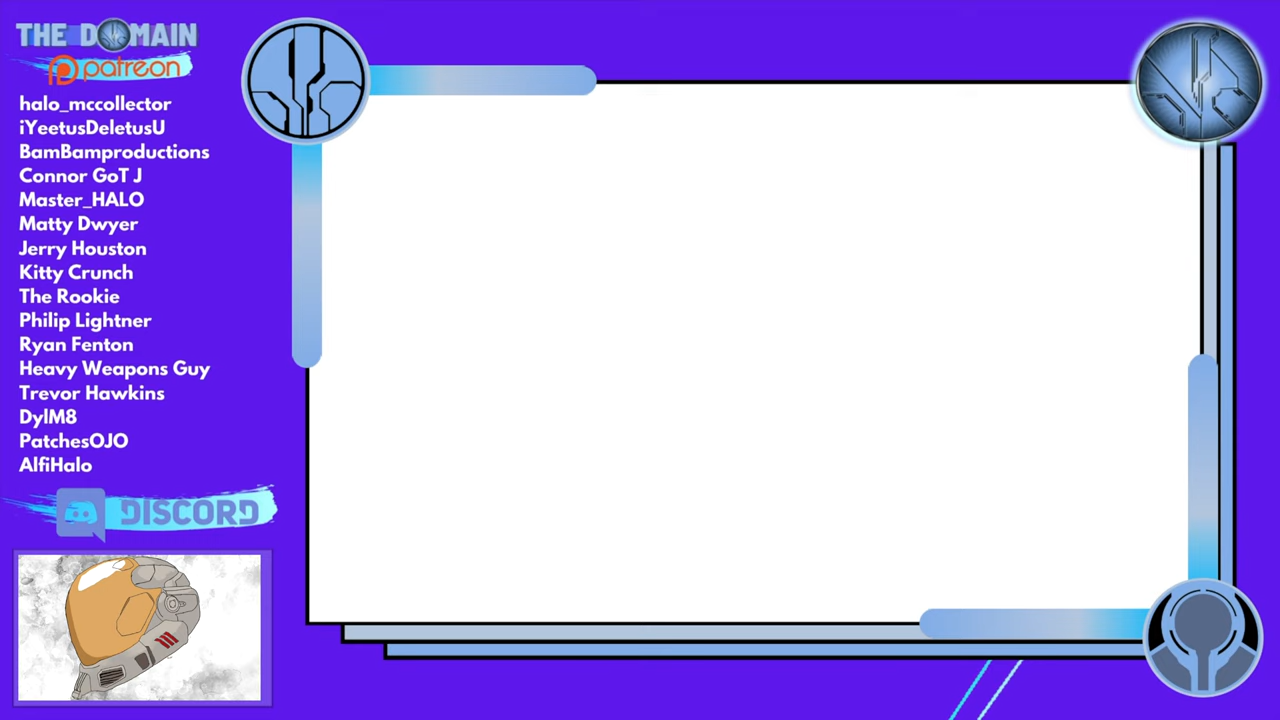 THE DOMAIN
patreon
halo_mccollector
iYeetusDeletusU
BamBamproductions
Connor GoT J
Master_HALO
Matty Dwyer
Jerry Houston
Kitty Crunch
The Rookie
Philip Lightner
Ryan Fenton
Heavy Weapons Guy
Trevor Hawkins
DylM8
PatchesOJO
AlfiHalo
DISCORD